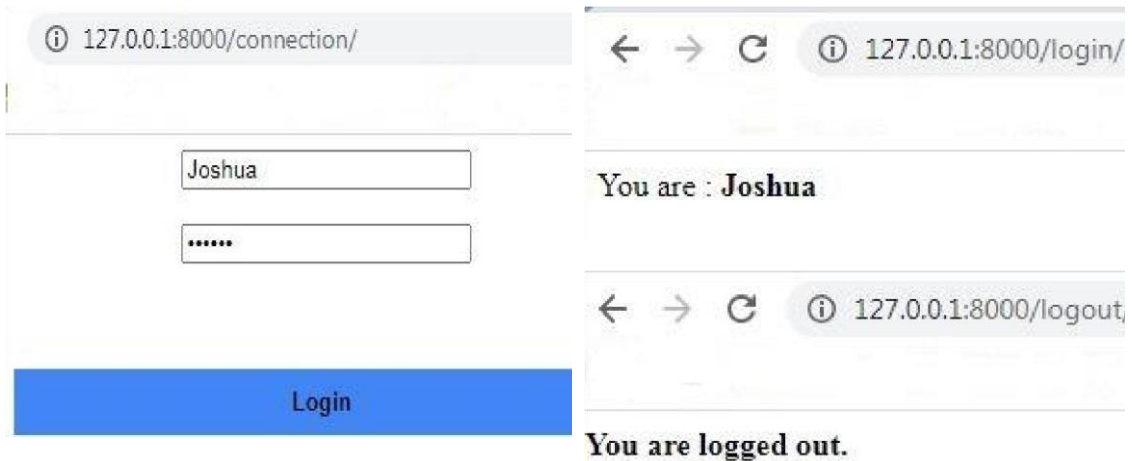 127.0.0.1:8000/connection/
Joshua
••••••
Login
127.0.0.1:8000/login/
You are : Joshua
127.0.0.1:8000/logout/
You are logged out.